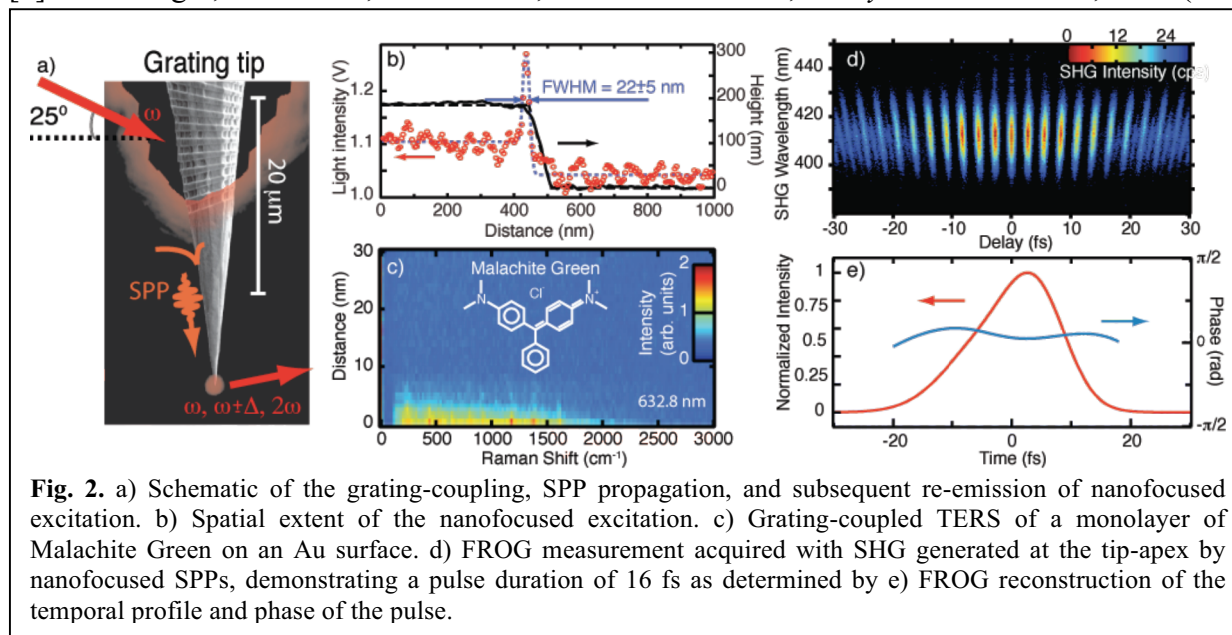 a)
Grating tip
25º
ω
20 μm
SPP
ω, ω±Δ, 2ω
b)
FWHM = 22±5 nm
Light intensity (V)
1.2
1.1
1.0
Height (nm)
300
200
100
0
0 200 400 600 800 1000
Distance (nm)
c)
Malachite Green
N
Cl-
N+
Distance (nm)
30
20
10
0
Intensity
(arb. units)
2
1
0
632.8 nm
0 500 1000 1500 2000 2500 3000
Raman Shift (cm-1)
d)
0 12 24
SHG Intensity (cps)
SHG Wavelength (nm)
440
420
400
-30 -20 -10 0 10 20 30
Delay (fs)
e)
Normalized Intensity
1
0.75
0.5
0.25
0
Phase (rad)
π/2
0
-π/2
-20 0 20
Time (fs)
Fig. 2. a) Schematic of the grating-coupling, SPP propagation, and subsequent re-emission of nanofocused
excitation. b) Spatial extent of the nanofocused excitation. c) Grating-coupled TERS of a monolayer of
Malachite Green on an Au surface. d) FROG measurement acquired with SHG generated at the tip-apex by
nanofocused SPPs, demonstrating a pulse duration of 16 fs as determined by e) FROG reconstruction of the
temporal profile and phase of the pulse.